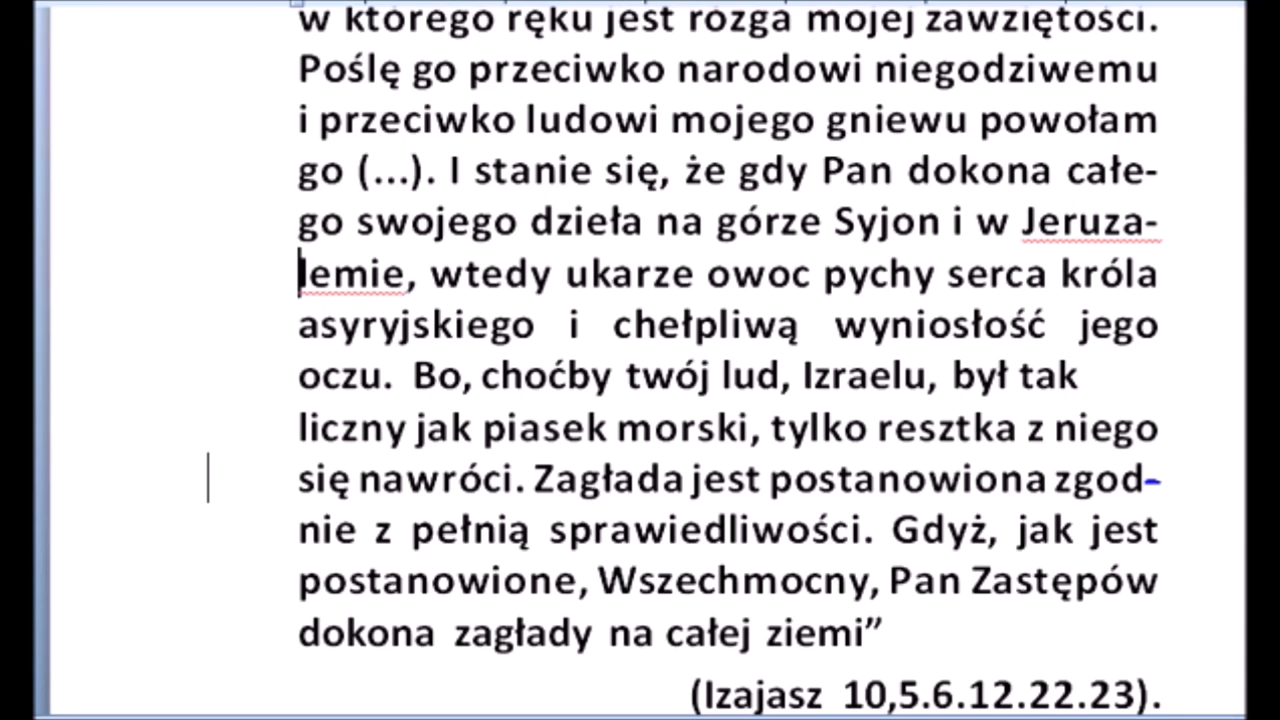 w którego ręku jest rózga mojej zawziętości.
Poślę go przeciwko narodowi niegodziwemu
i przeciwko ludowi mojego gniewu powołam
go (...). I stanie się, że gdy Pan dokona całe-
go swojego dzieła na górze Syjon i w Jeruza-
lemie, wtedy ukarze owoc pychy serca króla
asyryjskiego i chełpliwą wyniosłość jego
oczu. Bo, choćby twój lud, Izraelu, był tak
liczny jak piasek morski, tylko resztka z niego
się nawróci. Zagłada jest postanowiona zgod-
nie z pełnią sprawiedliwości. Gdyż, jak jest
postanowione, Wszechmocny, Pan Zastępów
dokona zagłady na całej ziemi”
(Izajasz 10,5.6.12.22.23).